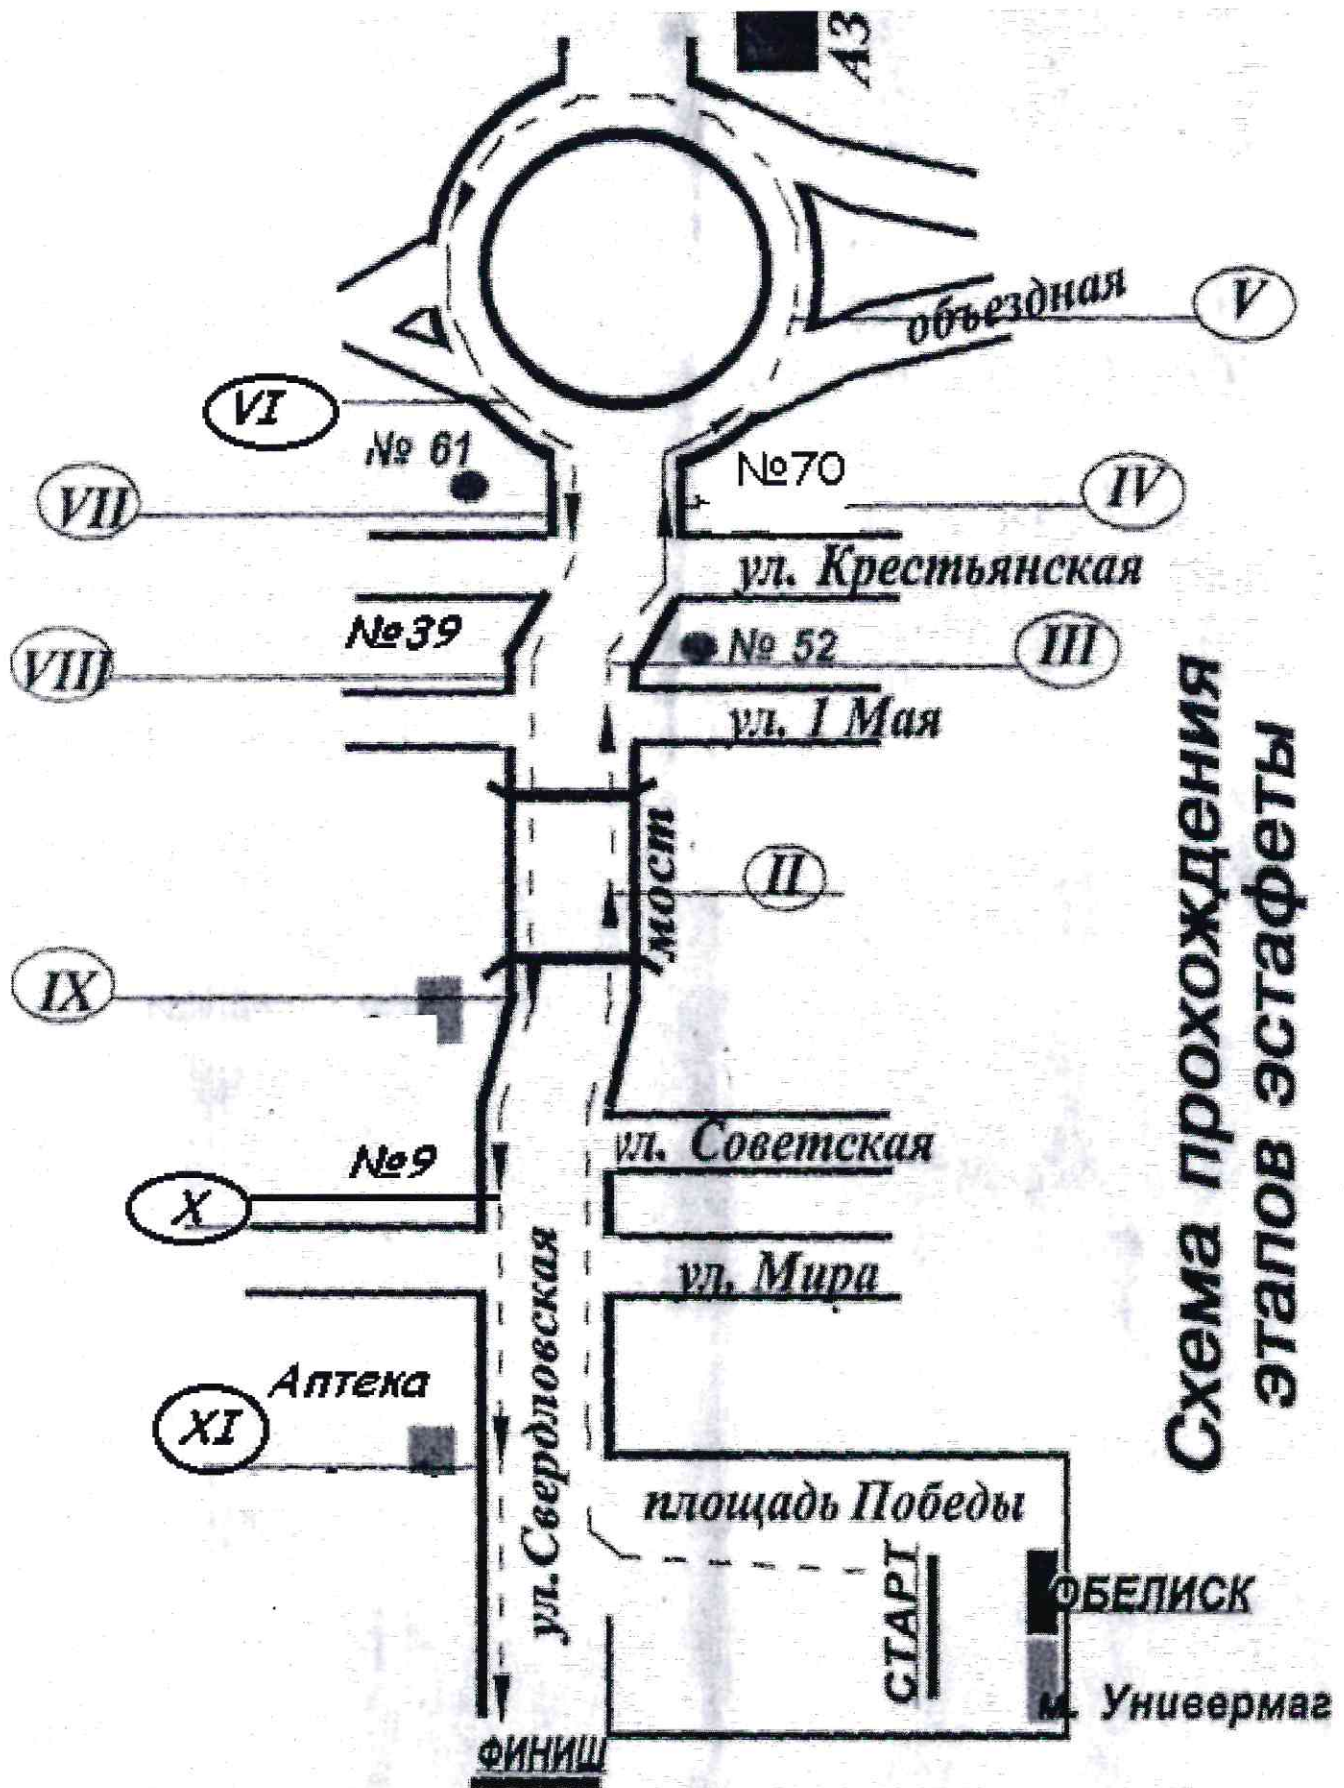 АЗ
объездная
V
VI
№ 61
№70
VII
IV
ул. Крестьянская
№39
№ 52
III
VIII
ул. 1 Мая
мост
II
IX
ул. Советская
№9
X
ул. Мира
ул.Свердловская
Аптека
XI
площадь Победы
СТАРТ
ОБЕЛИСК
м. Универмаг
ФИНИШ
Схема прохождения
этапов эстафеты